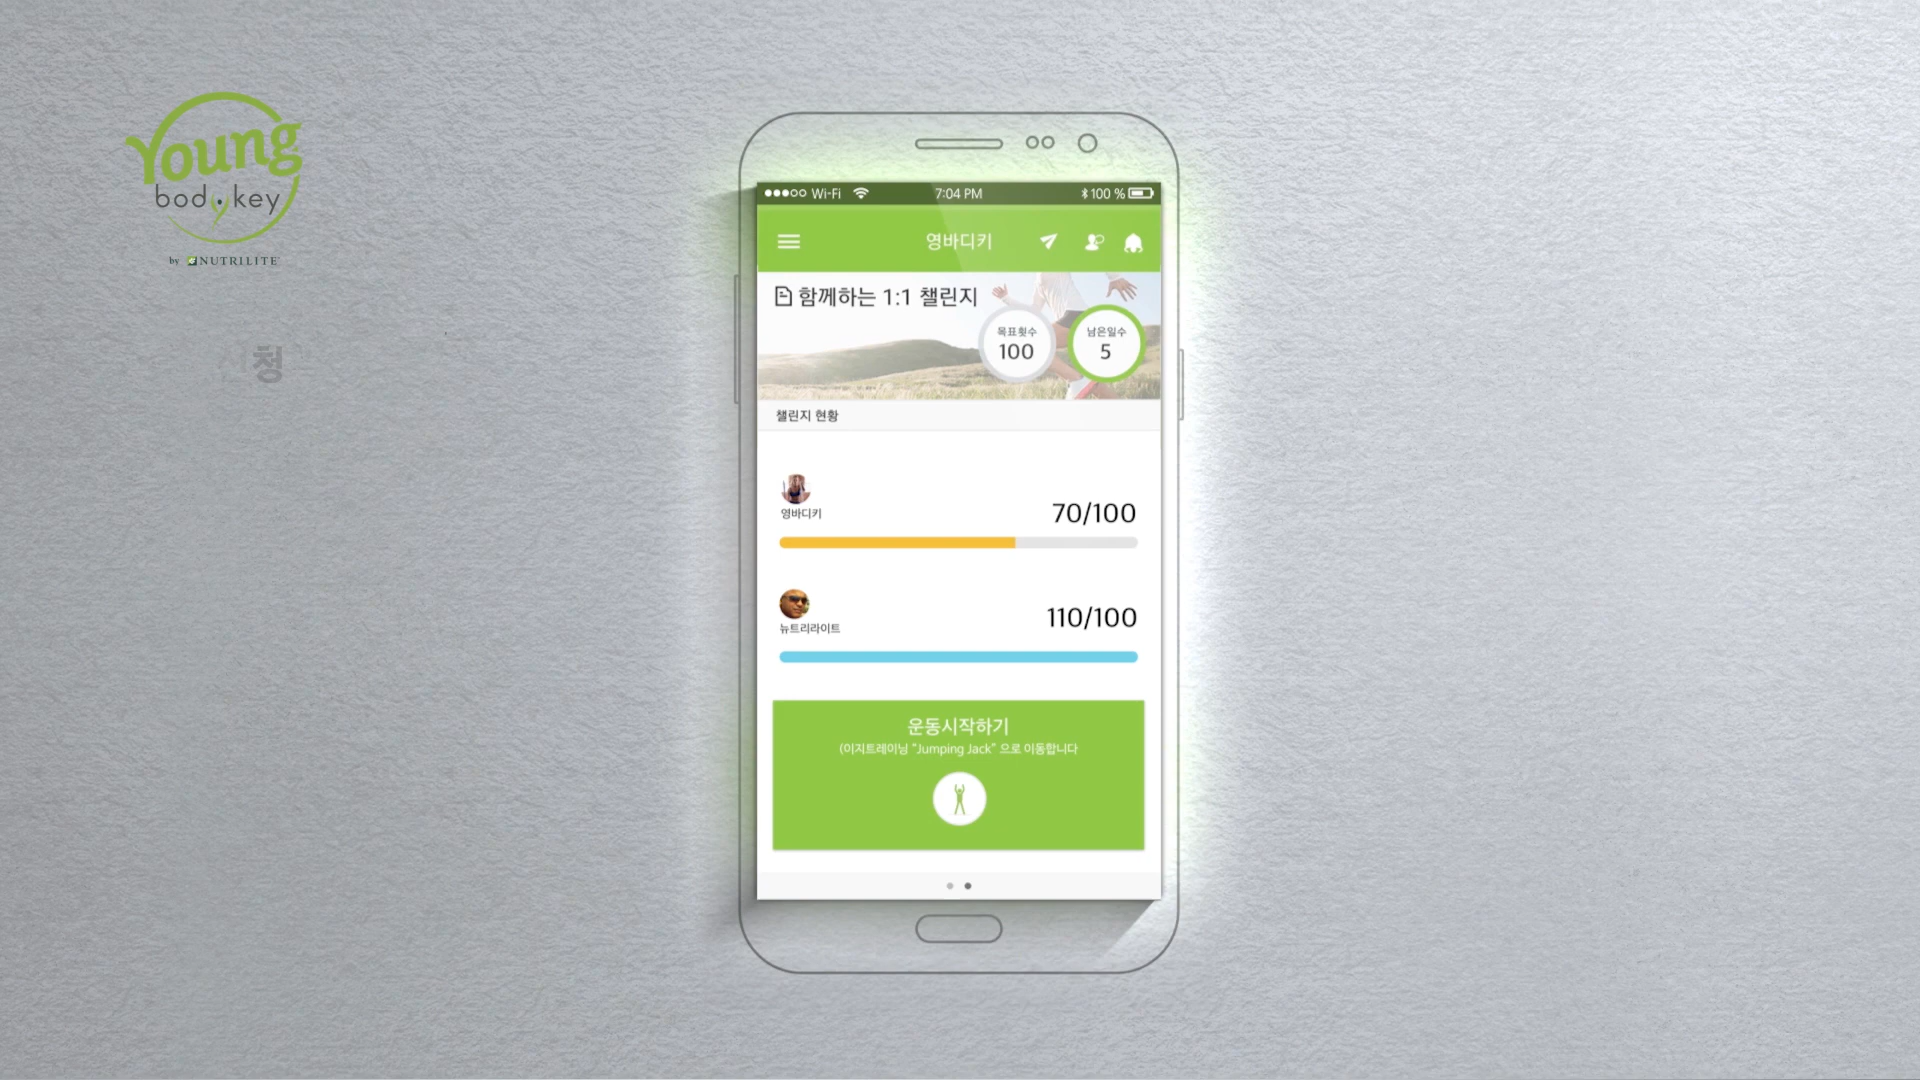 Young
bodykey
by NUTRILITE
신청
Wi-Fi 7:04 PM 100 %
영바디키
함께하는 1:1 챌린지
목표횟수
100
남은일수
5
챌린지 현황
영바디키
70/100
뉴트리라이트
110/100
운동시작하기
(이지트레이닝 "Jumping Jack" 으로 이동합니다